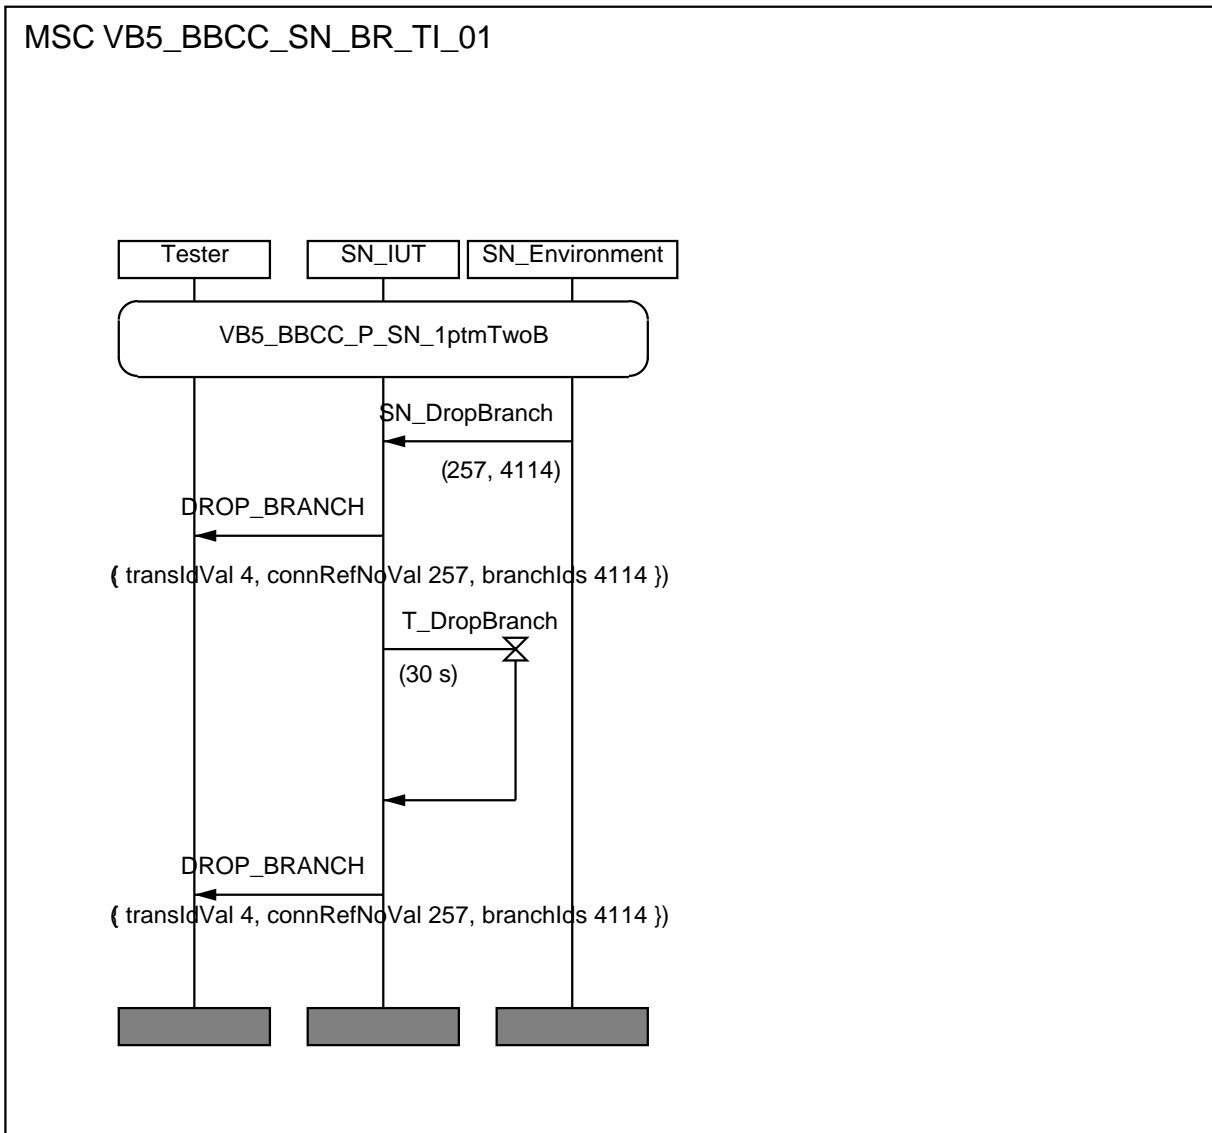 MSC VB5_BBCC_SN_BR_TI_01
Tester SN_IUT SN_Environment
VB5_BBCC_P_SN_1ptmTwoB
SN_DropBranch
(257, 4114)
DROP_BRANCH
({ transIdVal 4, connRefNoVal 257, branchIds 4114 })
T_DropBranch
(30 s)
DROP_BRANCH
({ transIdVal 4, connRefNoVal 257, branchIds 4114 })